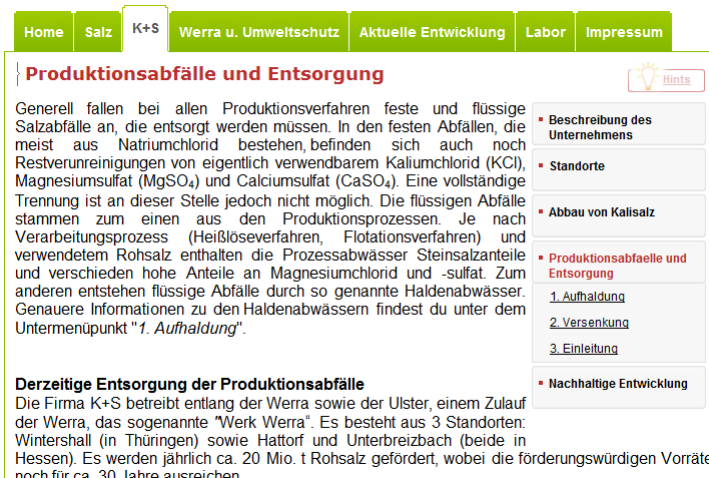 Home Salz K+S Werra u. Umweltschutz Aktuelle Entwicklung Labor Impressum
Produktionsabfälle und Entsorgung
Hints
Generell fallen bei allen Produktionsverfahren feste und flüssige
Salzabfälle an, die entsorgt werden müssen. In den festen Abfällen, die
meist aus Natriumchlorid bestehen, befinden sich auch noch
Restverunreinigungen von eigentlich verwendbarem Kaliumchlorid (KCl),
Magnesiumsulfat (MgSO₄) und Calciumsulfat (CaSO₄). Eine vollständige
Trennung ist an dieser Stelle jedoch nicht möglich. Die flüssigen Abfälle
stammen zum einen aus den Produktionsprozessen. Je nach
Verarbeitungsprozess (Heißlöseverfahren, Flotationsverfahren) und
verwendetem Rohsalz enthalten die Prozessabwässer Steinsalzanteile
und verschieden hohe Anteile an Magnesiumchlorid und -sulfat. Zum
anderen entstehen flüssige Abfälle durch so genannte Haldenabwässer.
Genauere Informationen zu den Haldenabwässern findest du unter dem
Untermenüpunkt "1. Aufhaldung".
Beschreibung des
Unternehmens
Standorte
Abbau von Kalisalz
Produktionsabfaelle und
Entsorgung
1. Aufhaldung
2. Versenkung
3. Einleitung
Nachhaltige Entwicklung
Derzeitige Entsorgung der Produktionsabfälle
Die Firma K+S betreibt entlang der Werra sowie der Ulster, einem Zulauf
der Werra, das sogenannte "Werk Werra“. Es besteht aus 3 Standorten:
Wintershall (in Thüringen) sowie Hattorf und Unterbreizbach (beide in
Hessen). Es werden jährlich ca. 20 Mio. t Rohsalz gefördert, wobei die förderungswürdigen Vorräte
noch für ca. 30 Jahre ausreichen.